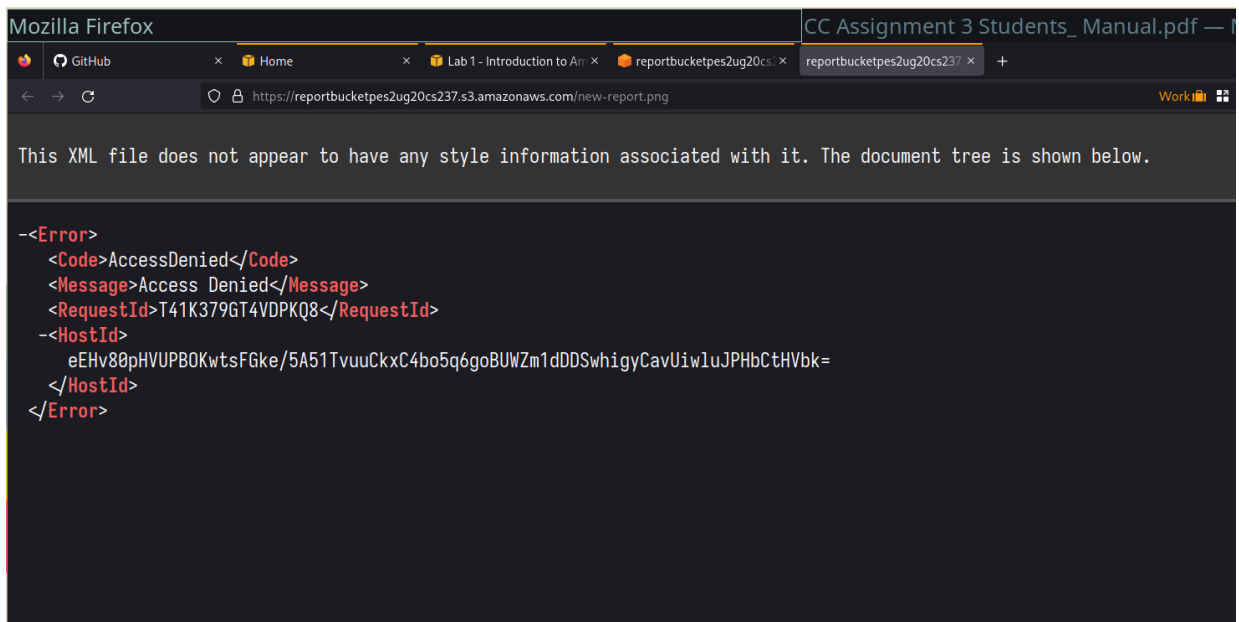 Mozilla Firefox
CC Assignment 3 Students_ Manual.pdf —
GitHub
Home
Lab 1 - Introduction to Am
reportbucketpes2ug20cs2
reportbucketpes2ug20cs237.
https://reportbucketpes2ug20cs237.s3.amazonaws.com/new-report.png
Work
This XML file does not appear to have any style information associated with it. The document tree is shown below.
-<Error>
<Code>AccessDenied</Code>
<Message>Access Denied</Message>
<RequestId>T41K379GT4VDPKQ8</RequestId>
-<HostId>
eEHv80pHVUPBOKwtsFGke/5A51TvuuCkxC4bo5q6goBUWZm1dDDSwhigyCavUiwluJPHbCtHVbk=
</HostId>
</Error>